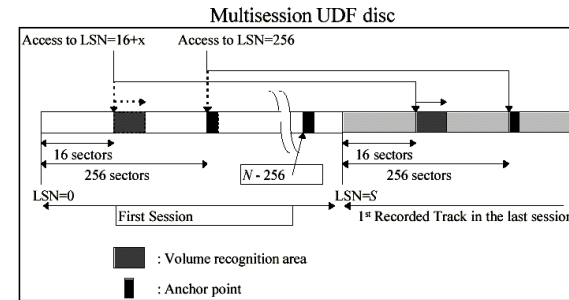 Multisession UDF disc
Access to LSN=16+x
Access to LSN=256
16 sectors
256 sectors
N - 256
16 sectors
256 sectors
LSN=0
LSN=S
First Session
1st Recorded Track in the last session
: Volume recognition area
: Anchor point